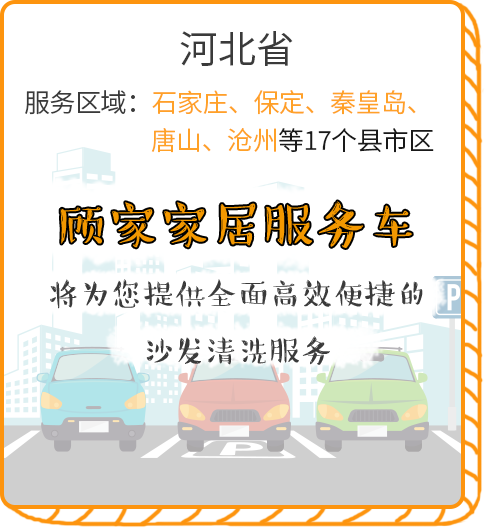 河北省
服务区域：石家庄、保定、秦皇岛、
唐山、沧州等17个县市区
顾家家居服务车
将为您提供全面高效便捷的
沙发清洗服务
P
P